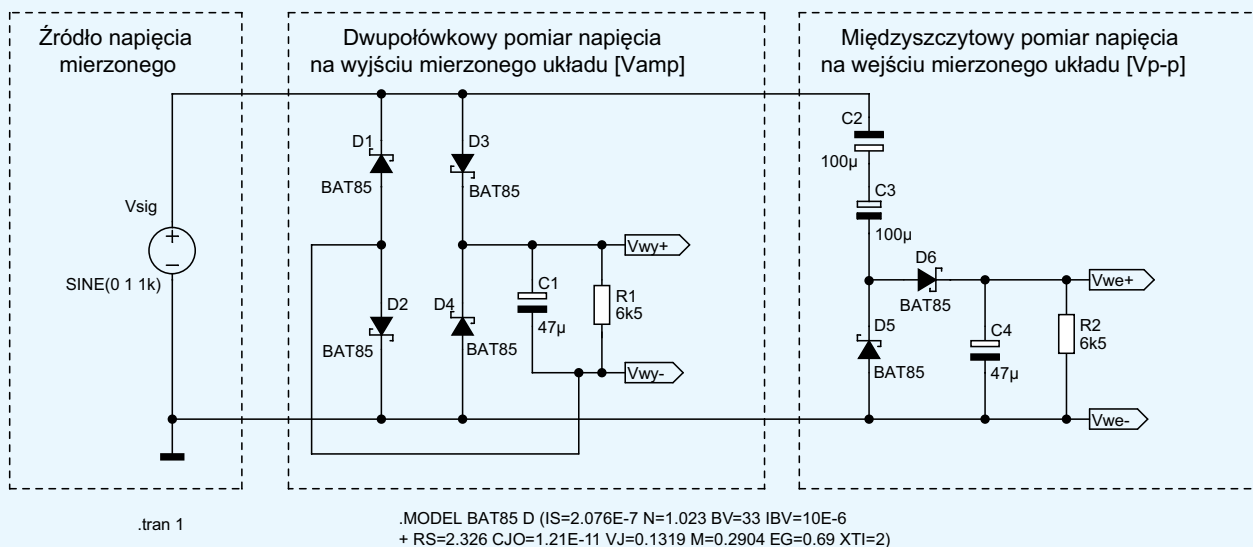 Źródło napięcia
mierzonego
Dwupołówkowy pomiar napięcia
na wyjściu mierzonego układu [Vamp]
Międzyszczytowy pomiar napięcia
na wejściu mierzonego układu [Vp-p]
Vsig
SINE(0 1 1k)
D1
BAT85
D3
BAT85
D2
BAT85
D4
BAT85
C1
47µ
R1
6k5
Vwy+
Vwy-
C2
100µ
C3
100µ
D6
BAT85
D5
BAT85
C4
47µ
R2
6k5
Vwe+
Vwe-
.tran 1
.MODEL BAT85 D (IS=2.076E-7 N=1.023 BV=33 IBV=10E-6
+ RS=2.326 CJO=1.21E-11 VJ=0.1319 M=0.2904 EG=0.69 XTI=2)